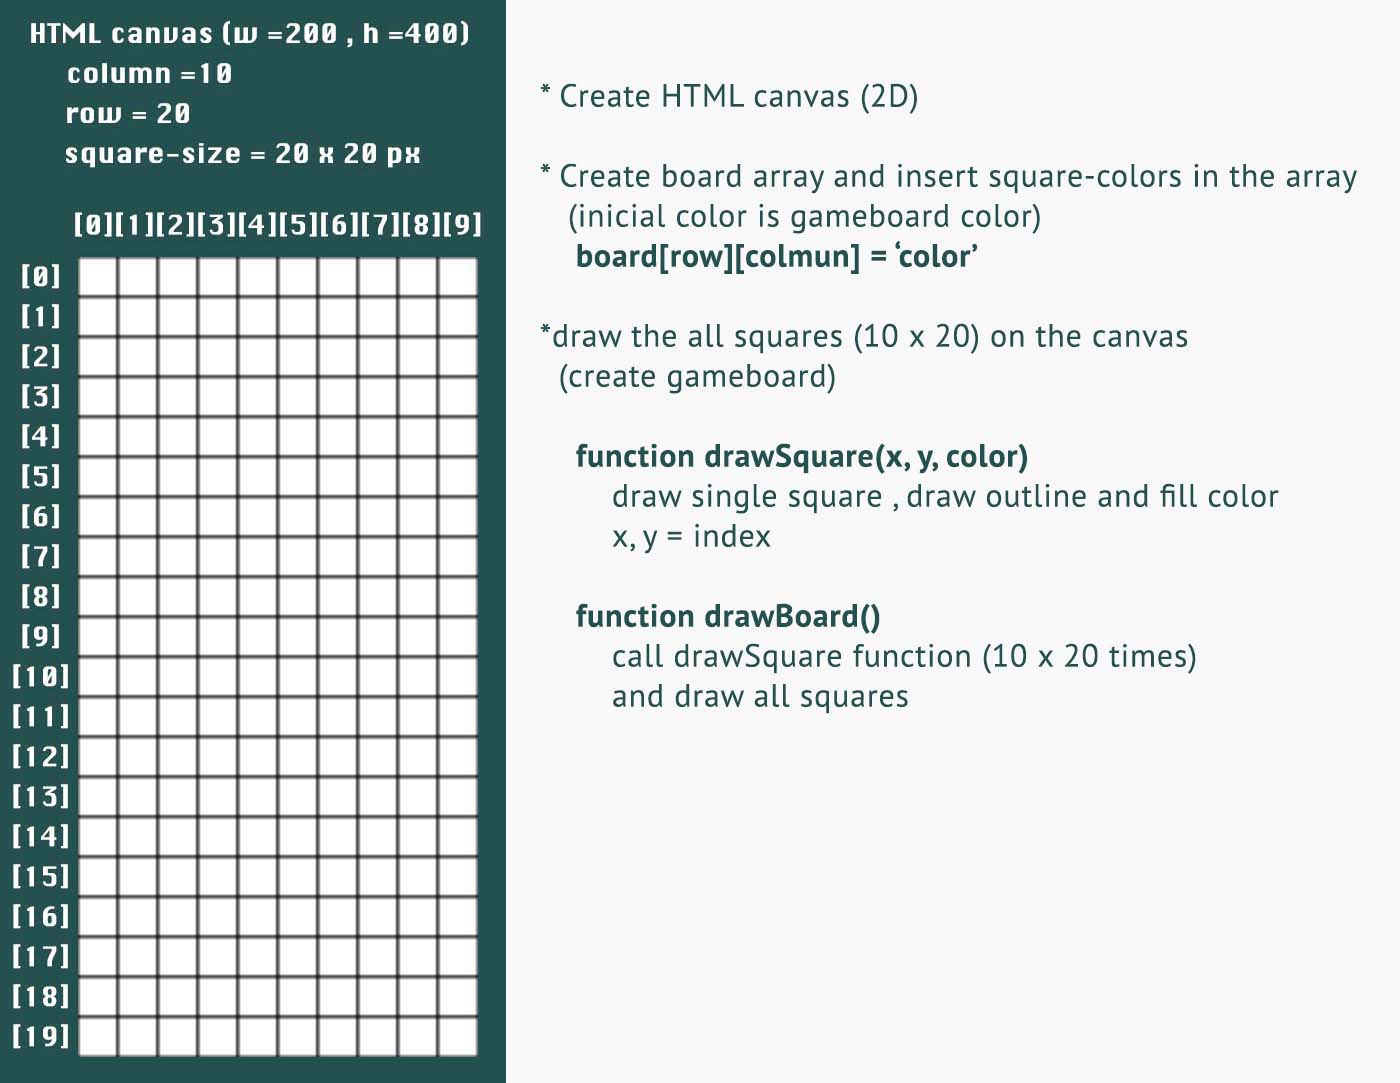 HTML canvas (w =200 , h =400)
column =10
row = 20
square-size = 20 x 20 px
[0][1][2][3][4][5][6][7][8][9]
[0]
[1]
[2]
[3]
[4]
[5]
[6]
[7]
[8]
[9]
[10]
[11]
[12]
[13]
[14]
[15]
[16]
[17]
[18]
[19]
* Create HTML canvas (2D)
* Create board array and insert square-colors in the array
(inicial color is gameboard color)
board[row][colmun] = ‘color’
*draw the all squares (10 x 20) on the canvas
(create gameboard)
function drawSquare(x, y, color)
draw single square , draw outline and fill color
x, y = index
function drawBoard()
call drawSquare function (10 x 20 times)
and draw all squares